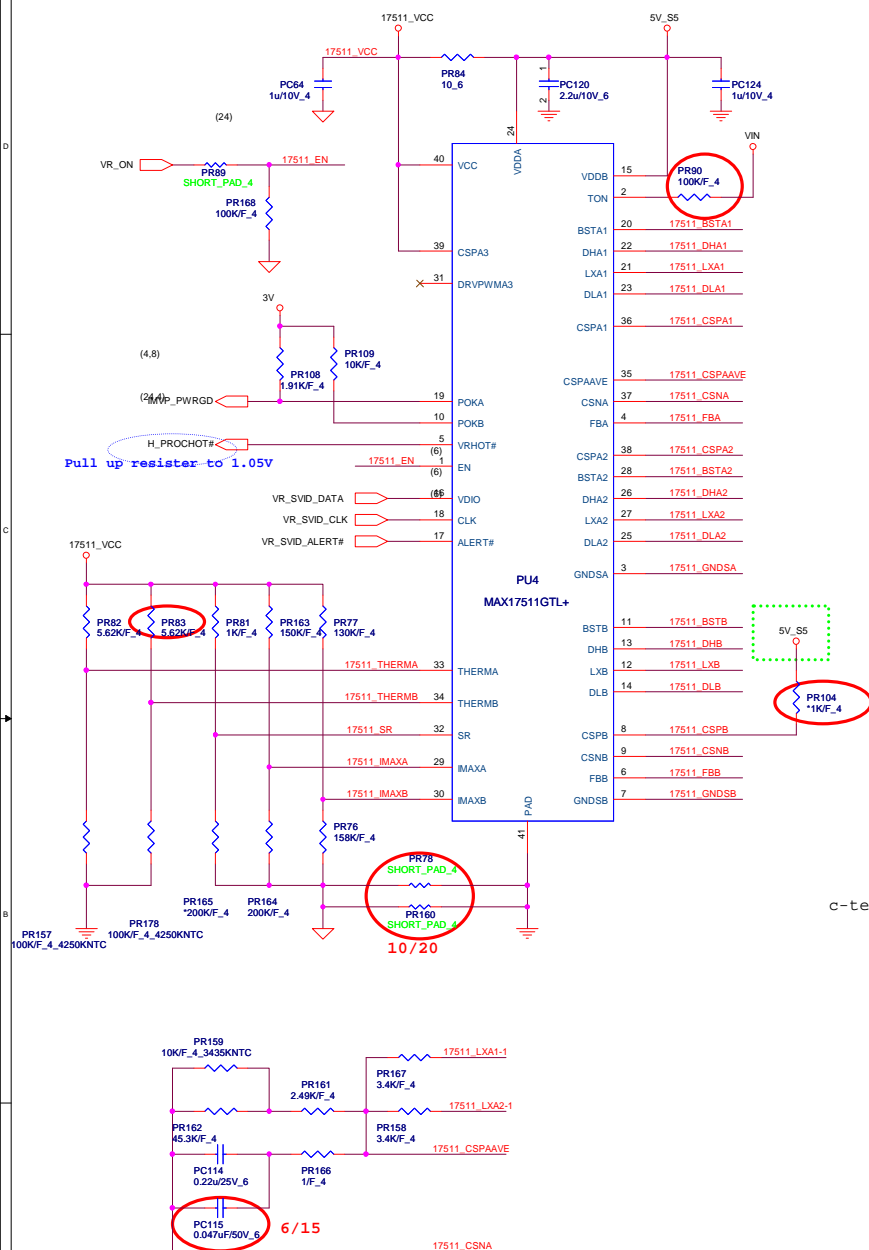 17511_VCC
5V_S5
17511_VCC
PC64
1u/10V_4
PR84
10_6
1
PC120
2.2u/10V_6
2
PC124
1u/10V_4
(24)
24
VIN
D
VR_ON
PR89
SHORT_PAD_4
17511_EN
40
VCC
VDDA
VDDB
15
PR90
100K/F_4
TON
2
PR168
100K/F_4
BSTA1
20
17511_BSTA1
39
CSPA3
DHA1
22
17511_DHA1
LXA1
21
17511_LXA1
31
DRVPWMA3
DLA1
23
17511_DLA1
3V
CSPA1
36
17511_CSPA1
(4,8)
PR108
1.91K/F_4
PR109
10K/F_4
CSPAAVE
35
17511_CSPAAVE
IMVP_PWRGD
19
POKA
CSNA
37
17511_CSNA
10
POKB
FBA
4
17511_FBA
H_PROCHOT#
5
VRHOT#
(6)
Pull up resister to 1.05V
17511_EN
1
EN
(6)
CSPA2
38
17511_CSPA2
BSTA2
28
17511_BSTA2
VR_SVID_DATA
VDIO
DHA2
26
17511_DHA2
VR_SVID_CLK
18
CLK
LXA2
27
17511_LXA2
C
VR_SVID_ALERT#
17
ALERT#
DLA2
25
17511_DLA2
17511_VCC
GNDSA
3
17511_GNDSA
PU4
MAX17511GTL+
PR82
5.62K/F_4
PR83
5.62K/F_4
PR81
1K/F_4
PR163
150K/F_4
PR77
130K/F_4
BSTB
11
17511_BSTB
5V_S5
DHB
13
17511_DHB
17511_THERMA
33
THERMA
LXB
12
17511_LXB
DLB
14
17511_DLB
17511_THERMB
34
THERMB
PR104
*1K/F_4
17511_SR
32
SR
CSPB
8
17511_CSPB
CSNB
9
17511_CSNB
17511_IMAXA
29
IMAXA
FBB
6
17511_FBB
17511_IMAXB
30
IMAXB
GNDSB
7
17511_GNDSB
PAD
41
PR76
158K/F_4
PR78
SHORT_PAD_4
PR165
*200K/F_4
PR164
200K/F_4
B
PR160
SHORT_PAD_4
c-te
PR157
100K/F_4_4250KNTC
PR178
100K/F_4_4250KNTC
10/20
PR159
10K/F_4_3435KNTC
17511_LXA1-1
PR167
3.4K/F_4
PR161
2.49K/F_4
17511_LXA2-1
PR162
45.3K/F_4
PR158
3.4K/F_4
17511_CSPAAVE
PC114
0.22u/25V_6
PR166
1/F_4
PC115
0.047uF/50V_6
6/15
17511_CSNA